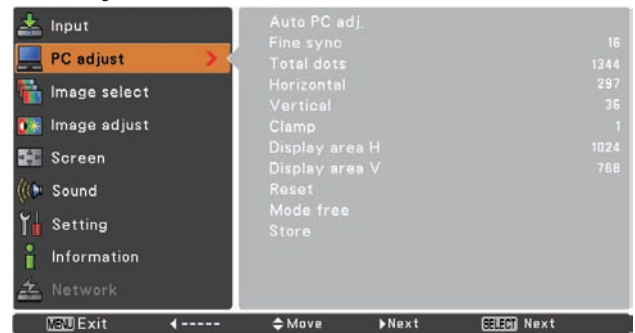 Input
PC adjust
Image select
Image adjust
Screen
Sound
Setting
Information
Network
Auto PC adj.
Fine sync 16
Total dots 1344
Horizontal 297
Vertical 36
Clamp 1
Display area H 1024
Display area V 768
Reset
Mode free
Store
MENU Exit ◀----- ◆Move ▶Next SELECT Next